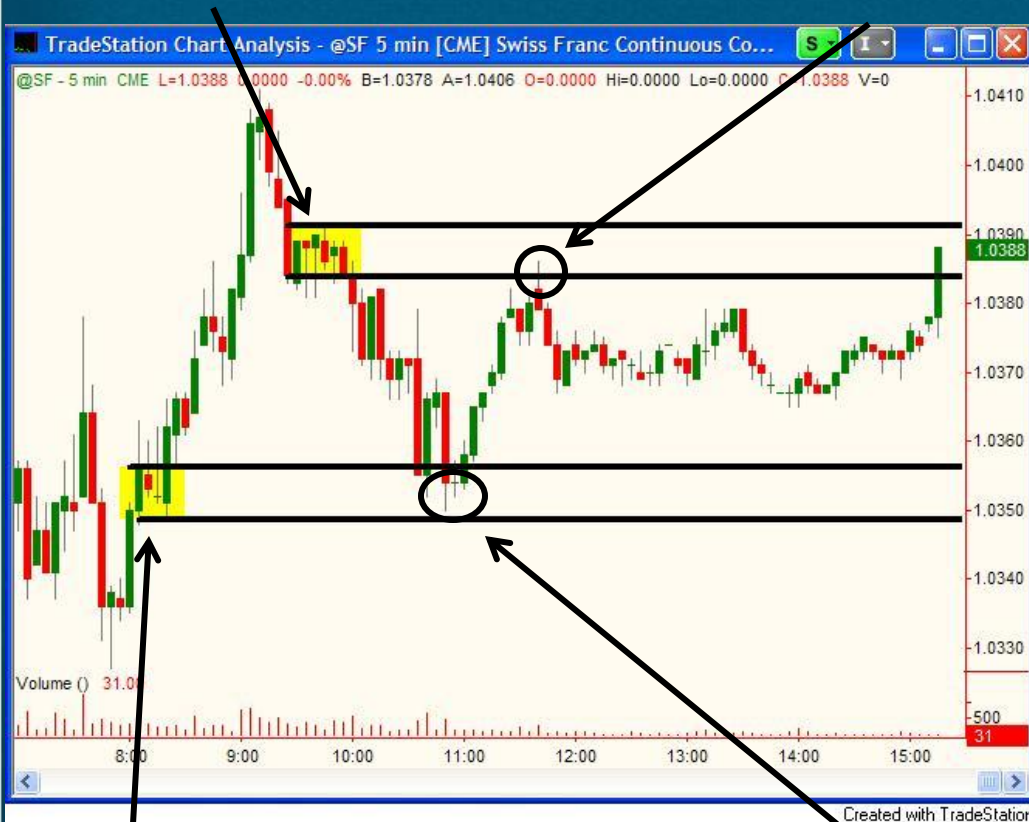 TradeStation Chart Analysis - @SF 5 min [CME] Swiss Franc Continuous Co...
S
I
@SF - 5 min CME L=1.0388 0.0000 -0.00% B=1.0378 A=1.0406 O=0.0000 Hi=0.0000 Lo=0.0000 C=1.0388 V=0
1.0410
1.0400
1.0390
1.0388
1.0380
1.0370
1.0360
1.0350
1.0340
1.0330
Volume () 31.00
500
31
8:00 9:00 10:00 11:00 12:00 13:00 14:00 15:00
Created with TradeStation